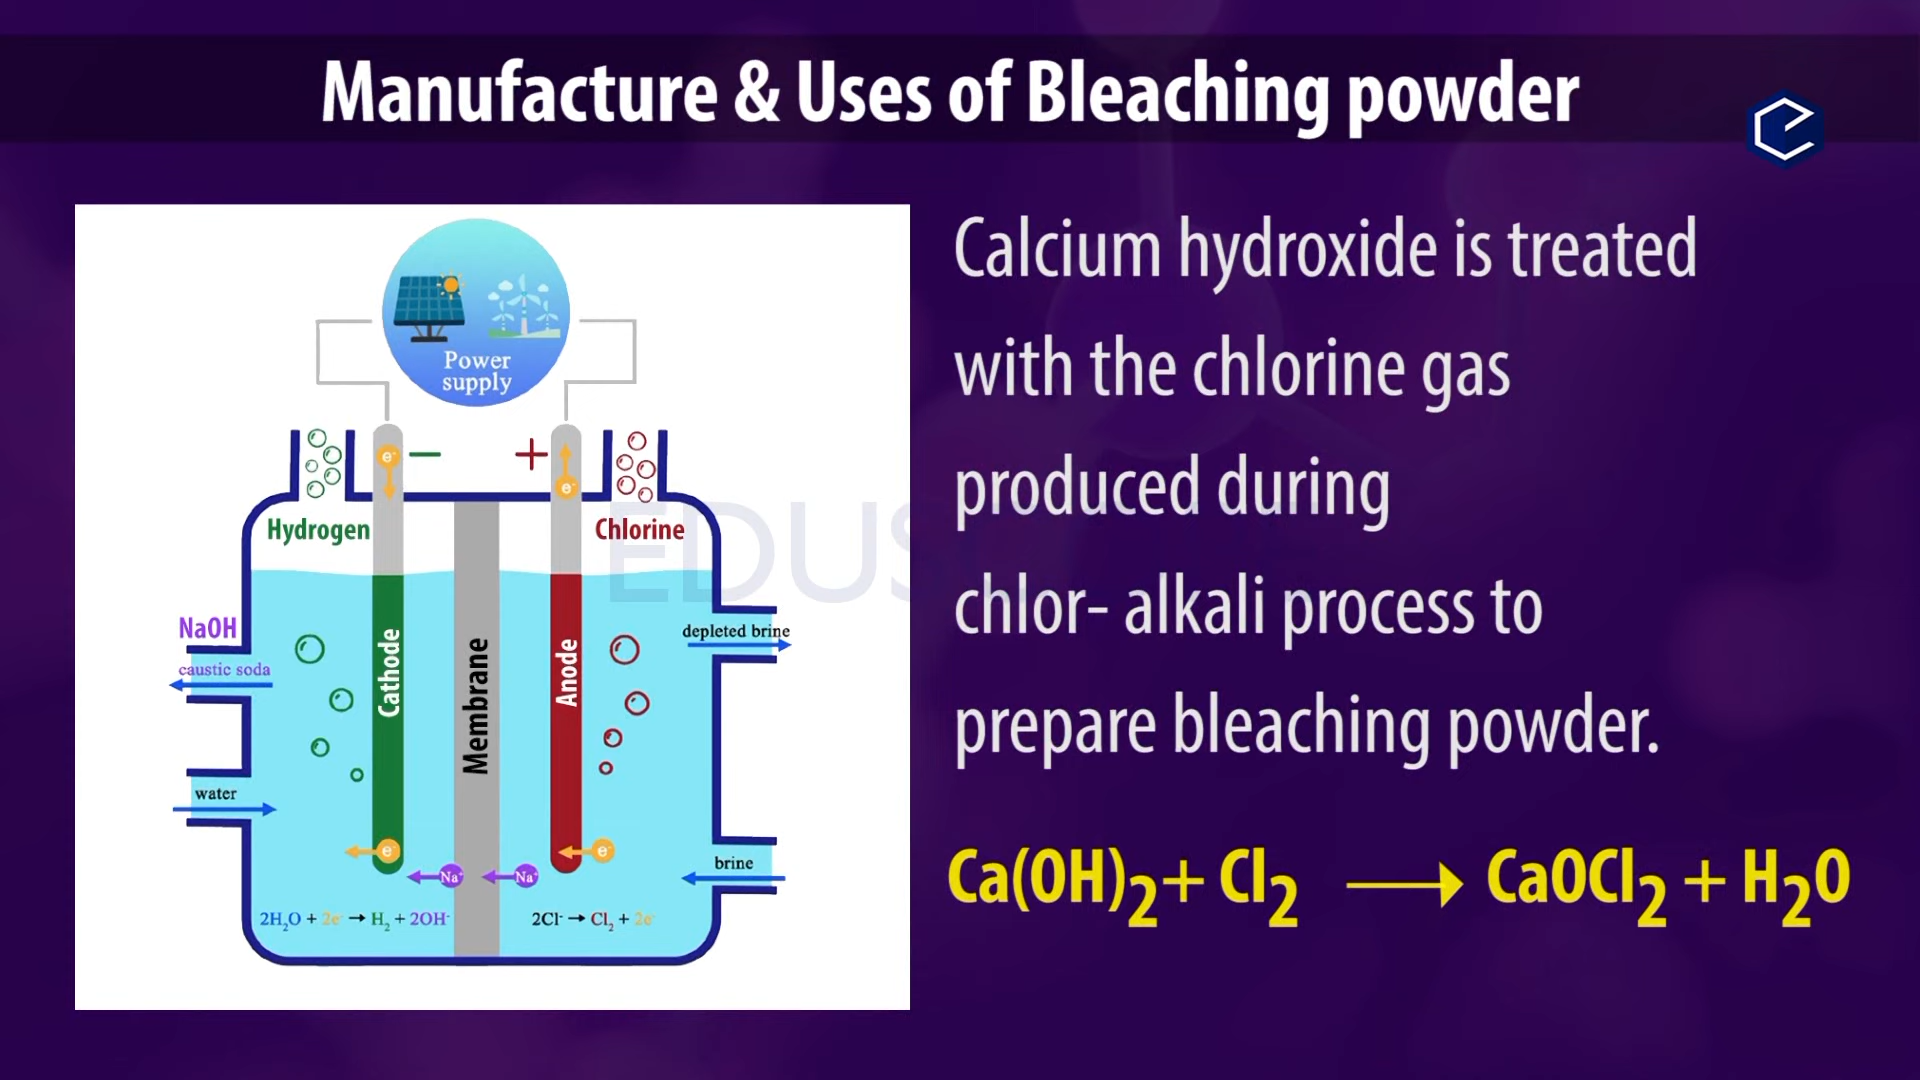 Manufacture & Uses of Bleaching powder
Power
supply
e⁻
−
+
e⁻
Hydrogen
Chlorine
EDUS
NaOH
caustic soda
water
Cathode
Membrane
Anode
depleted brine
brine
e⁻
e⁻
Na⁺
Na⁺
2H₂O + 2e⁻ → H₂ + 2OH⁻
2Cl⁻ → Cl₂ + 2e⁻
Calcium hydroxide is treated
with the chlorine gas
produced during
chlor- alkali process to
prepare bleaching powder.
Ca(OH)₂ + Cl₂ ⟶ CaOCl₂ + H₂O